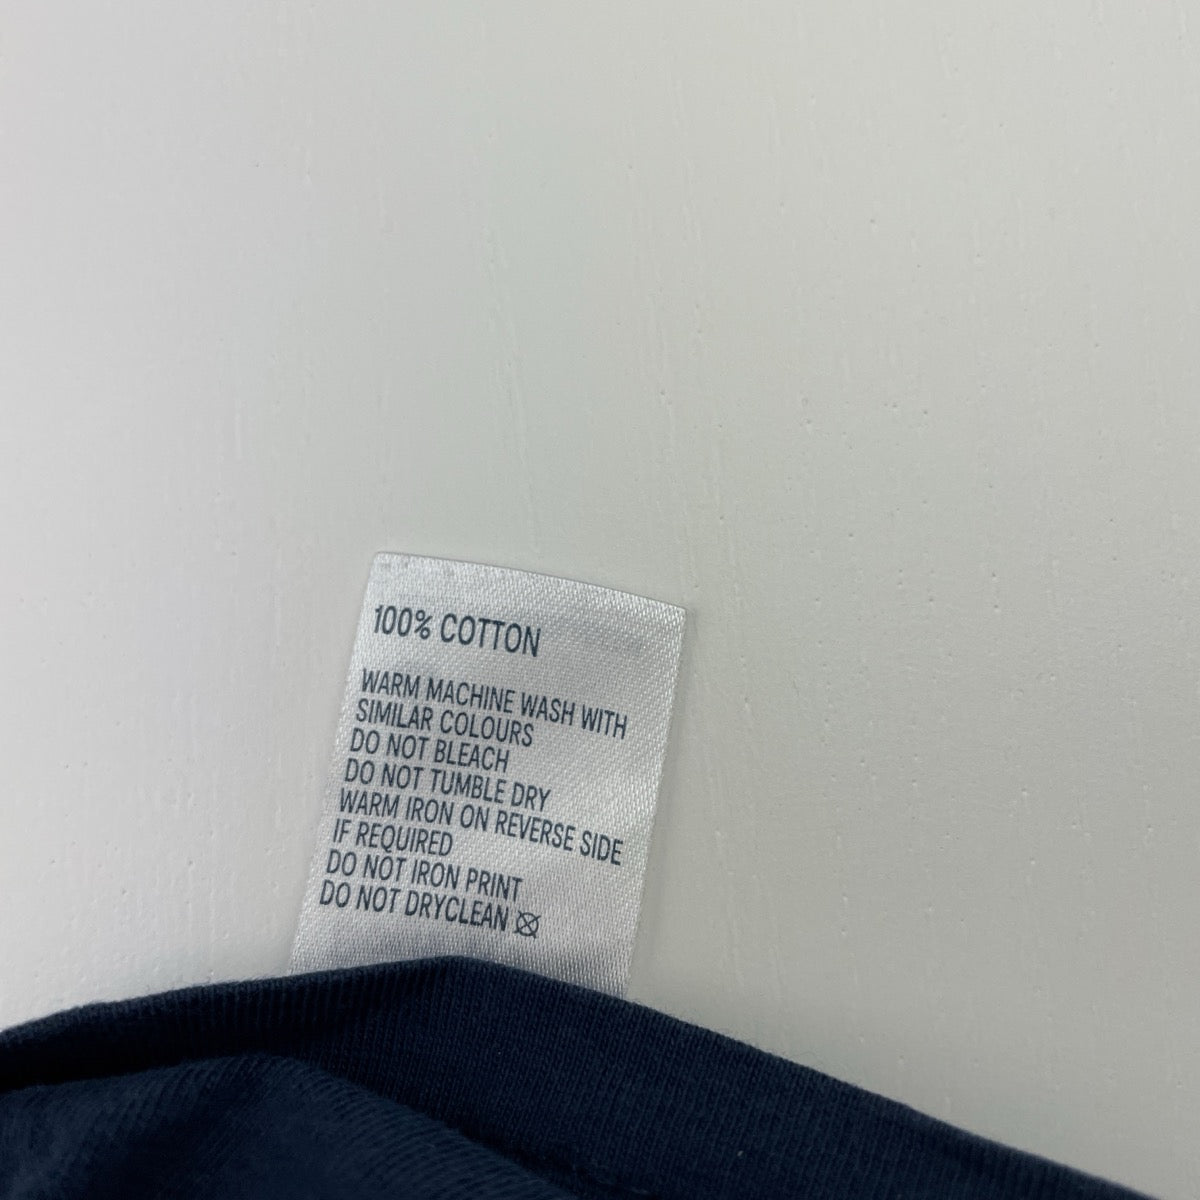 100% COTTON
WARM MACHINE WASH WITH
SIMILAR COLOURS
DO NOT BLEACH
DO NOT TUMBLE DRY
WARM IRON ON REVERSE SIDE
IF REQUIRED
DO NOT IRON PRINT
DO NOT DRYCLEAN